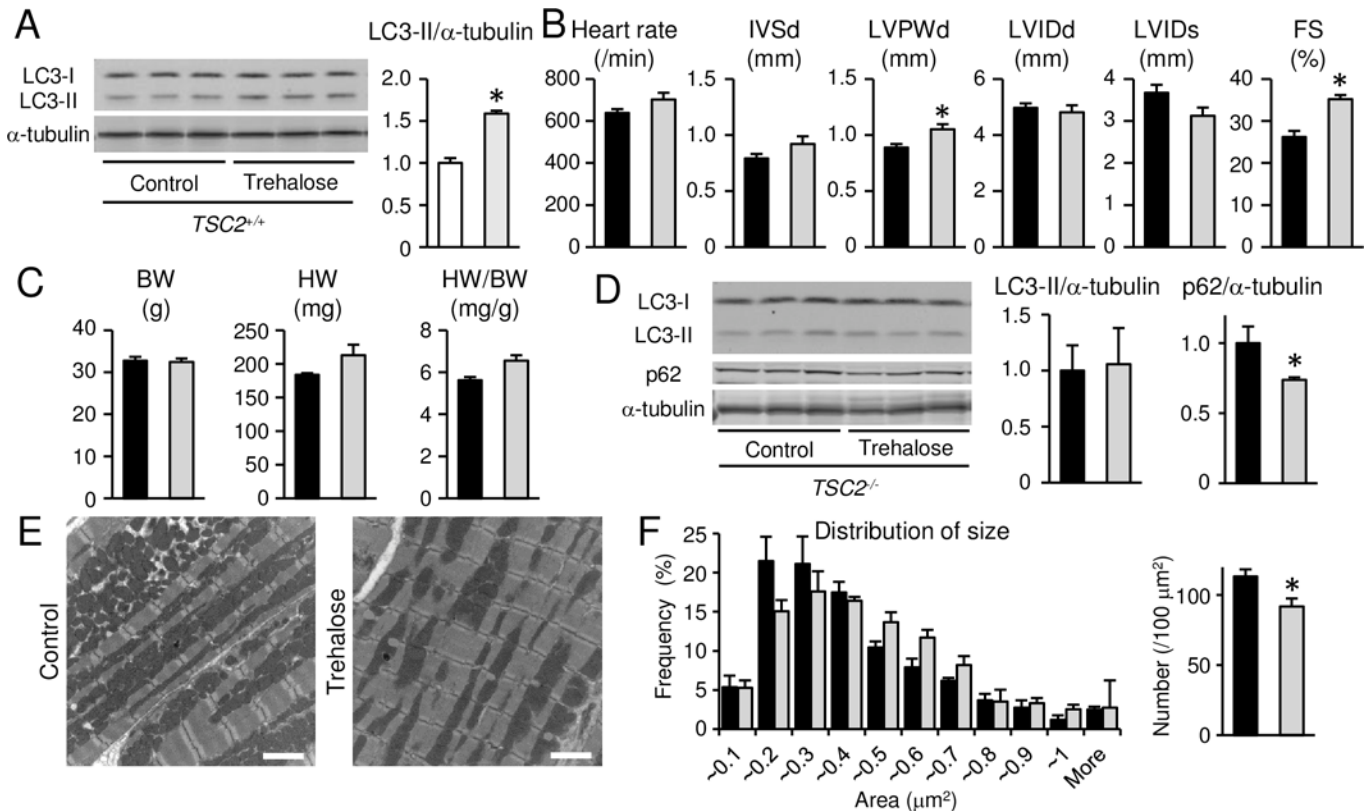 A
LC3-I
LC3-II
α-tubulin
Control Trehalose
TSC2+/+
LC3-II/α-tubulin
2.0
1.5
1.0
0.5
0
*
B
Heart rate
(/min)
800
600
400
200
0
IVSd
(mm)
1.5
1.0
0.5
0
LVPWd
(mm)
1.5
1.0
0.5
0
*
LVIDd
(mm)
6
4
2
0
LVIDs
(mm)
4
3
2
1
0
FS
(%)
40
30
20
10
0
*
C
BW
(g)
40
30
20
10
0
HW
(mg)
250
200
150
100
50
0
HW/BW
(mg/g)
8
6
4
2
0
D
LC3-I
LC3-II
p62
α-tubulin
Control Trehalose
TSC2-/-
LC3-II/α-tubulin
1.5
1.0
0.5
0
p62/α-tubulin
1.0
0.5
0
*
E
Control
Trehalose
F
Distribution of size
Frequency (%)
25
20
15
10
5
0
~0.1 ~0.2 ~0.3 ~0.4 ~0.5 ~0.6 ~0.7 ~0.8 ~0.9 ~1 More
Area (μm²)
Number (/100 μm²)
100
50
0
*